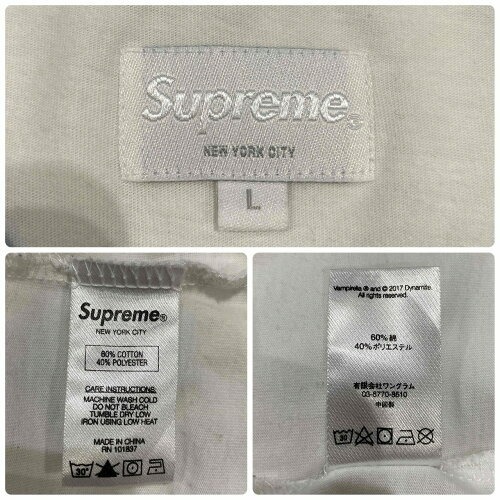 Supreme®
NEW YORK CITY
L
Supreme®
NEW YORK CITY
60% COTTON
40% POLYESTER
CARE INSTRUCTIONS:
MACHINE WASH COLD
DO NOT BLEACH
TUMBLE DRY LOW
IRON USING LOW HEAT
MADE IN CHINA
RN 101837
30°
Vampirella ® and © 2017 Dynamite.
All rights reserved.
60% 綿
40% ポリエステル
有限会社ワングラム
03-8770-8610
中国製
30